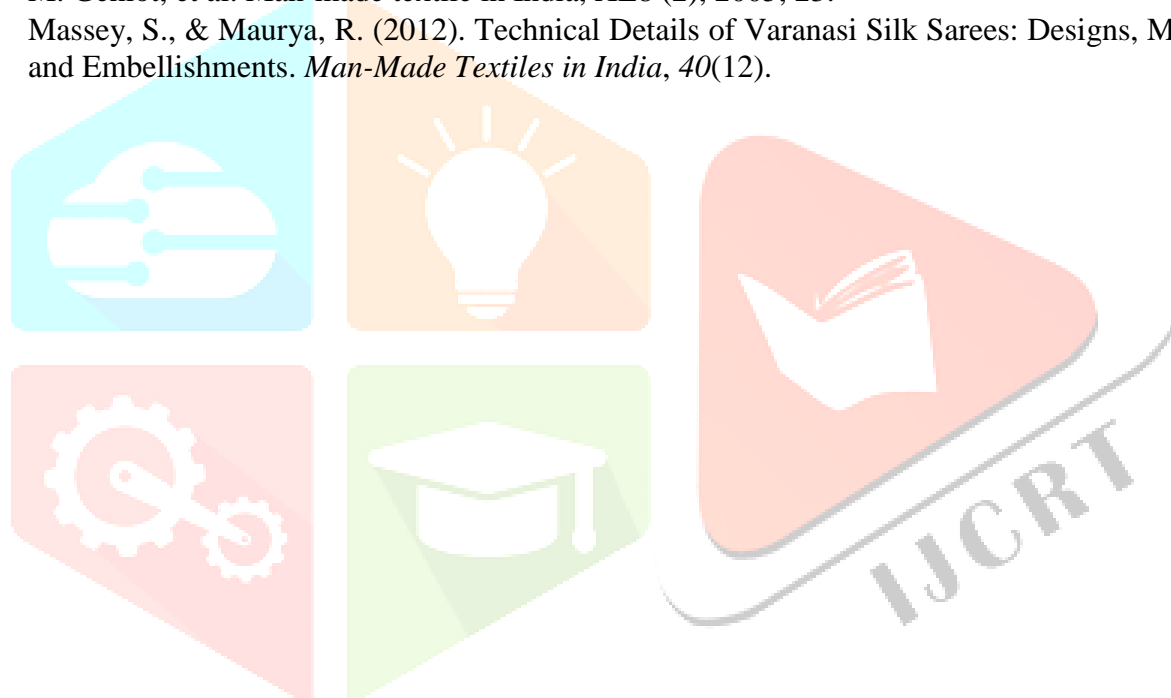 Massey, S., & Maurya, R. (2012). Technical Details of Varanasi Silk Sarees: Designs, M
and Embellishments. Man-Made Textiles in India, 40(12).
IJCRT